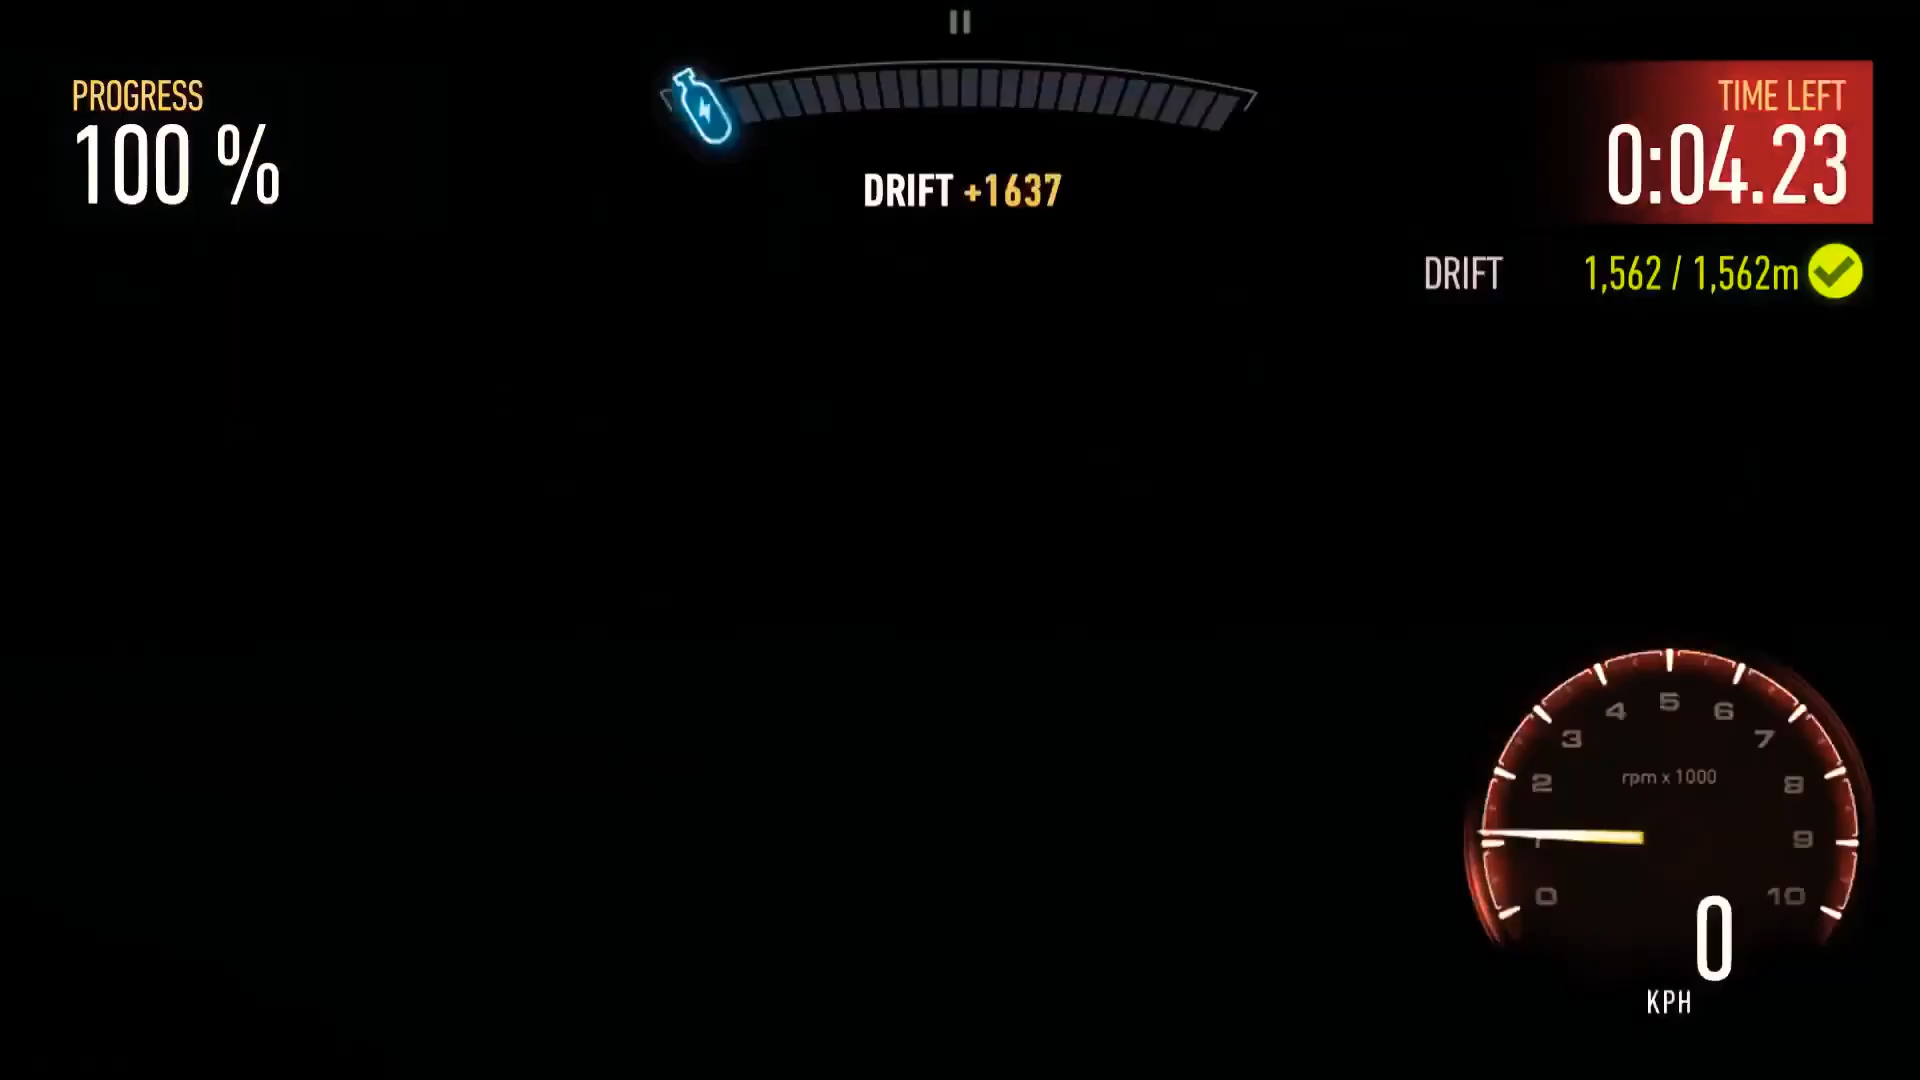 PROGRESS
100 %
DRIFT +1637
TIME LEFT
0:04.23
DRIFT 1,562 / 1,562m
0 1 2 3 4 5 6 7 8 9 10
rpm x 1000
0
KPH